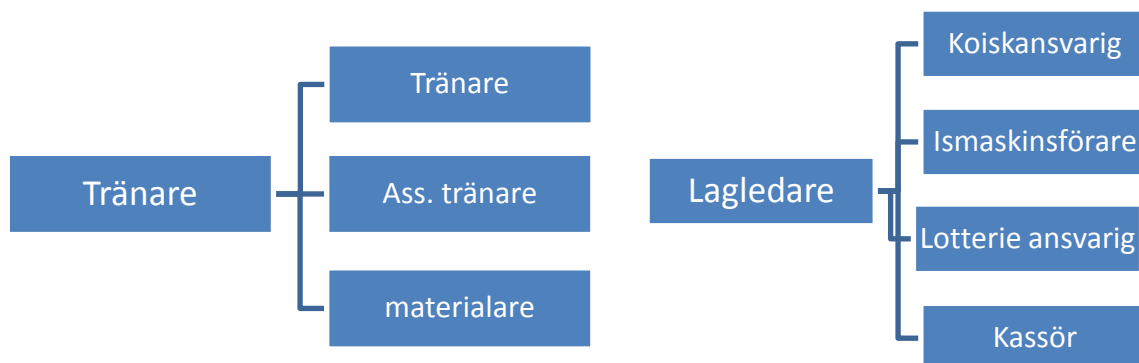 Tränare
Tränare
Ass. tränare
materialare
Lagledare
Koiskansvarig
Ismaskinsförare
Lotterie ansvarig
Kassör